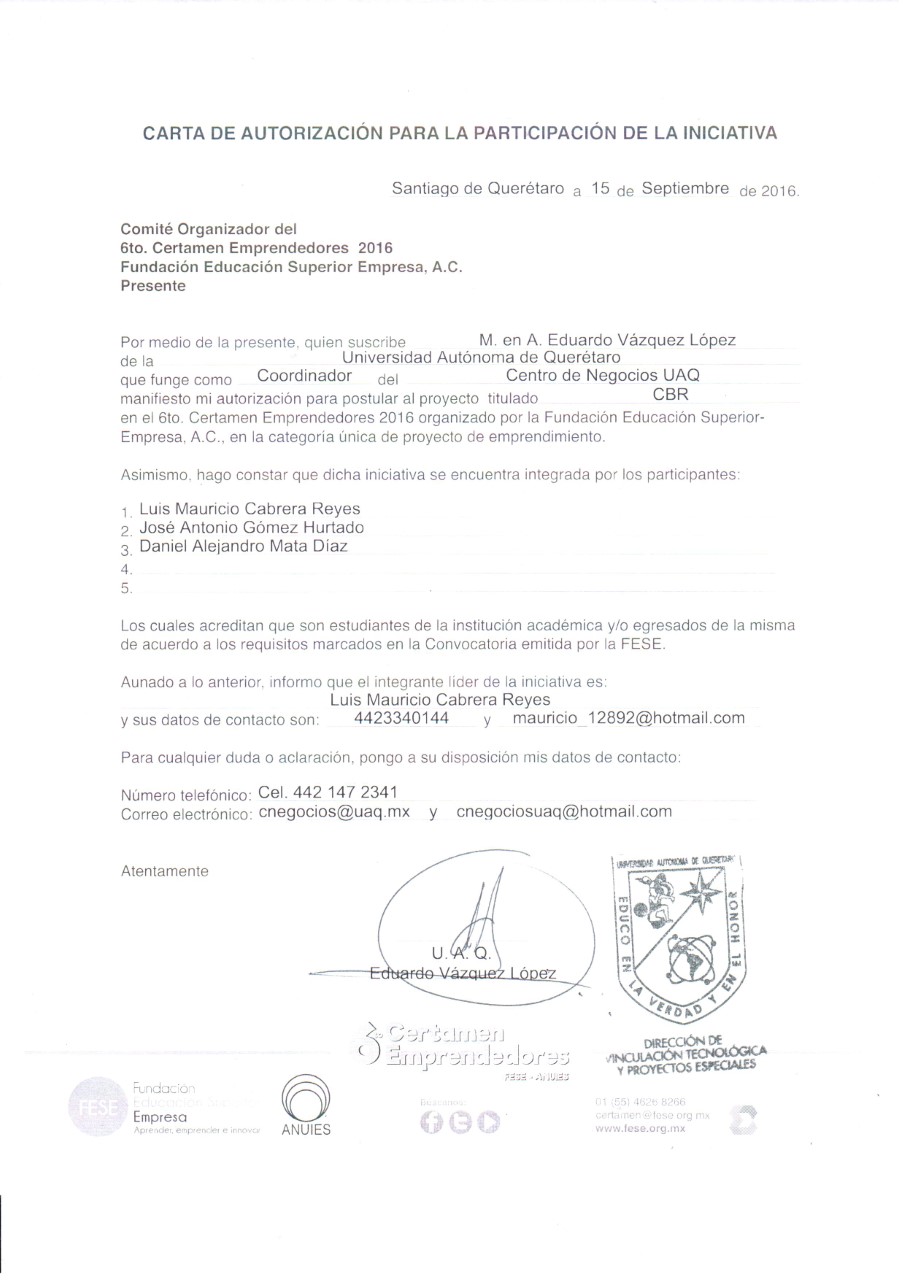 CARTA DE AUTORIZACIÓN PARA LA PARTICIPACIÓN DE LA INICIATIVA
Santiago de Querétaro a 15 de Septiembre de 2016.
Comité Organizador del
6to. Certamen Emprendedores 2016
Fundación Educación Superior Empresa, A.C.
Presente
Por medio de la presente, quien suscribe M. en A. Eduardo Vázquez López
de la Universidad Autónoma de Querétaro
que funge como Coordinador del Centro de Negocios UAQ
manifiesto mi autorización para postular al proyecto titulado CBR
en el 6to. Certamen Emprendedores 2016 organizado por la Fundación Educación Superior-
Empresa, A.C., en la categoría única de proyecto de emprendimiento.
Asimismo, hago constar que dicha iniciativa se encuentra integrada por los participantes:
1. Luis Mauricio Cabrera Reyes
2. José Antonio Gómez Hurtado
3. Daniel Alejandro Mata Díaz
4.
5.
Los cuales acreditan que son estudiantes de la institución académica y/o egresados de la misma
de acuerdo a los requisitos marcados en la Convocatoria emitida por la FESE.
Aunado a lo anterior, informo que el integrante líder de la iniciativa es:
Luis Mauricio Cabrera Reyes
y sus datos de contacto son: 4423340144 y mauricio_12892@hotmail.com
Para cualquier duda o aclaración, pongo a su disposición mis datos de contacto:
Número telefónico: Cel. 442 147 2341
Correo electrónico: cnegocios@uaq.mx y cnegociosuaq@hotmail.com
Atentamente
U. A. Q.
Eduardo Vázquez López
UNIVERSIDAD AUTÓNOMA DE QUERÉTARO
EDUCO EN LA VERDAD Y EN EL HONOR
DIRECCIÓN DE
VINCULACIÓN TECNOLÓGICA
Y PROYECTOS ESPECIALES
Certamen
Emprendedores
FESE - ANUIES
FESE
Fundación
Educación Superior
Empresa
Aprender, emprender e innovar
ANUIES
Búscanos:
01 (55) 4626 8266
certamen@fese.org.mx
www.fese.org.mx